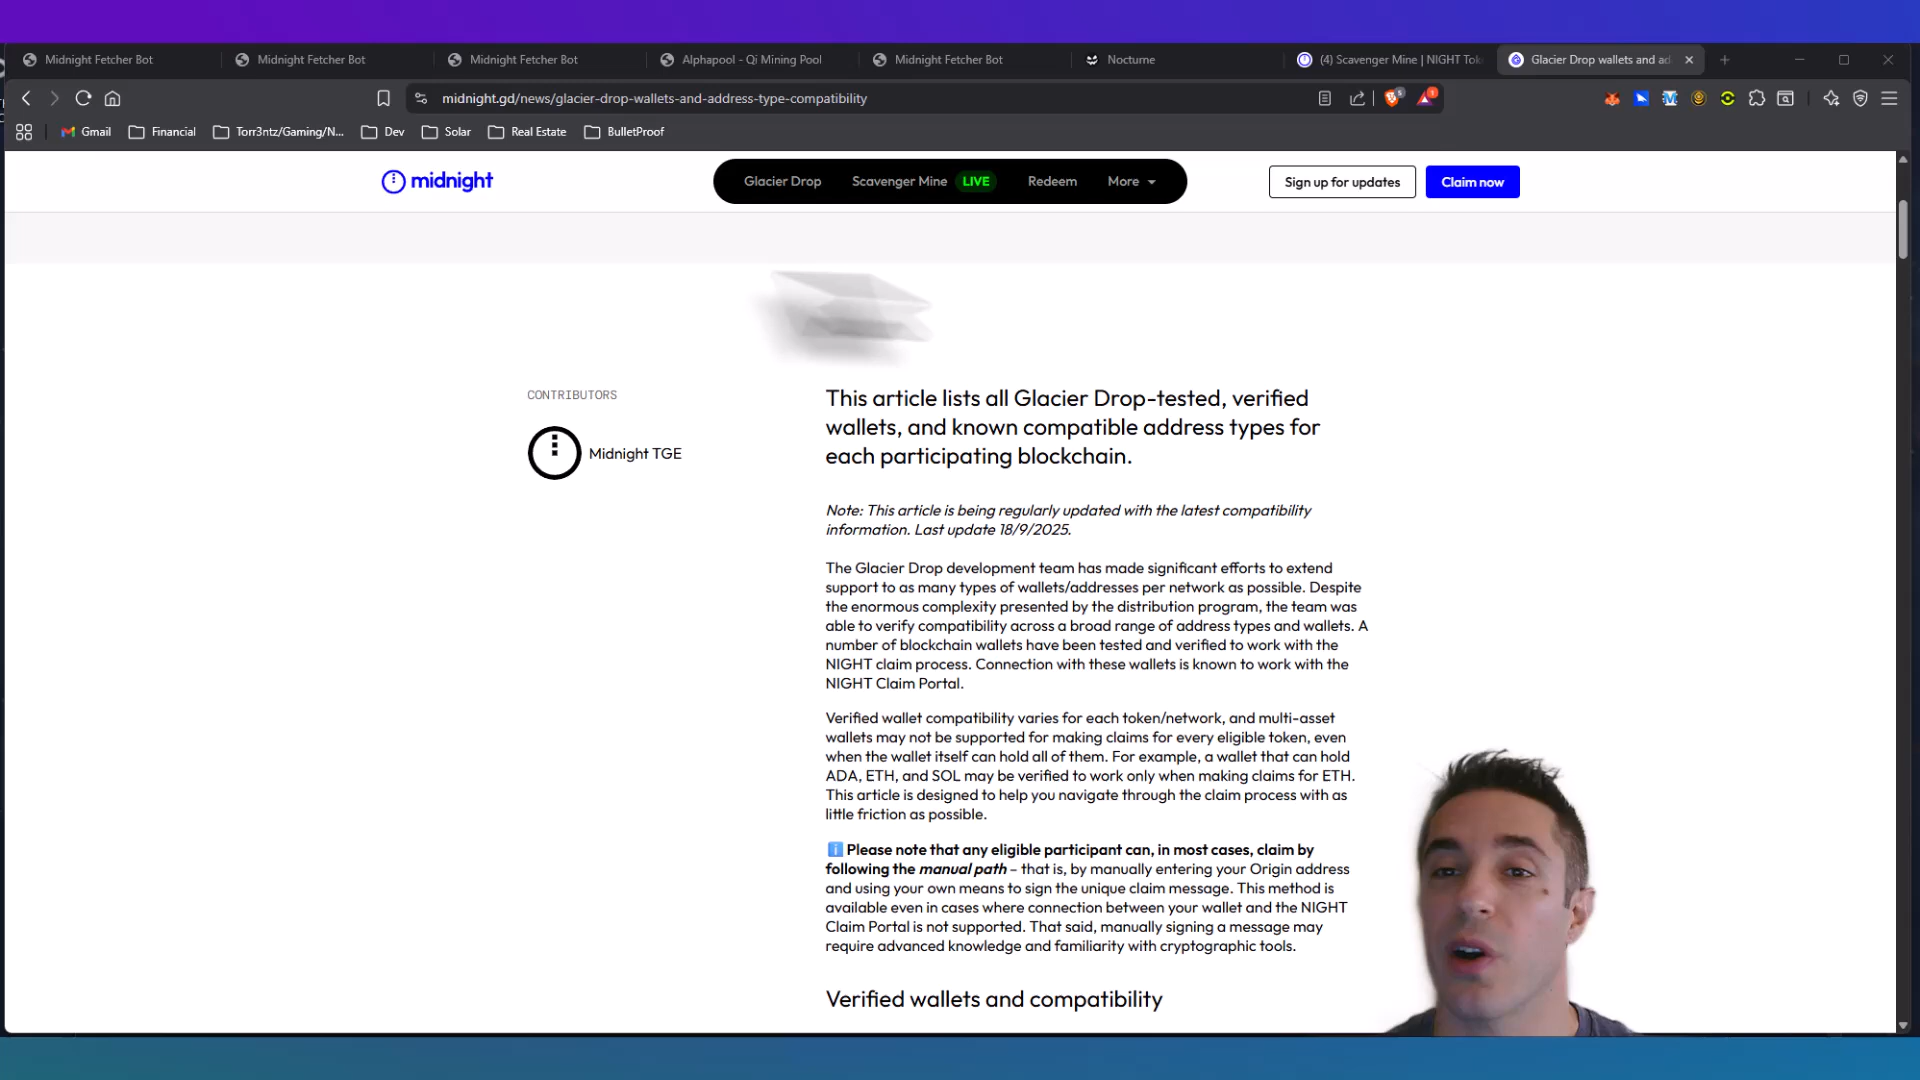 Midnight Fetcher Bot
Midnight Fetcher Bot
Midnight Fetcher Bot
Alphapool - Qi Mining Pool
Midnight Fetcher Bot
Nocturne
(4) Scavenger Mine | NIGHT Tok
Glacier Drop wallets and ad
midnight.gd/news/glacier-drop-wallets-and-address-type-compatibility
Gmail
Financial
Torr3ntz/Gaming/N...
Dev
Solar
Real Estate
BulletProof
midnight
Glacier Drop
Scavenger Mine LIVE
Redeem
More
Sign up for updates
Claim now
CONTRIBUTORS
Midnight TGE
This article lists all Glacier Drop-tested, verified
wallets, and known compatible address types for
each participating blockchain.
Note: This article is being regularly updated with the latest compatibility
information. Last update 18/9/2025.
The Glacier Drop development team has made significant efforts to extend
support to as many types of wallets/addresses per network as possible. Despite
the enormous complexity presented by the distribution program, the team was
able to verify compatibility across a broad range of address types and wallets. A
number of blockchain wallets have been tested and verified to work with the
NIGHT claim process. Connection with these wallets is known to work with the
NIGHT Claim Portal.
Verified wallet compatibility varies for each token/network, and multi-asset
wallets may not be supported for making claims for every eligible token, even
when the wallet itself can hold all of them. For example, a wallet that can hold
ADA, ETH, and SOL may be verified to work only when making claims for ETH.
This article is designed to help you navigate through the claim process with as
little friction as possible.
ℹ️ Please note that any eligible participant can, in most cases, claim by
following the manual path – that is, by manually entering your Origin address
and using your own means to sign the unique claim message. This method is
available even in cases where connection between your wallet and the NIGHT
Claim Portal is not supported. That said, manually signing a message may
require advanced knowledge and familiarity with cryptographic tools.
Verified wallets and compatibility